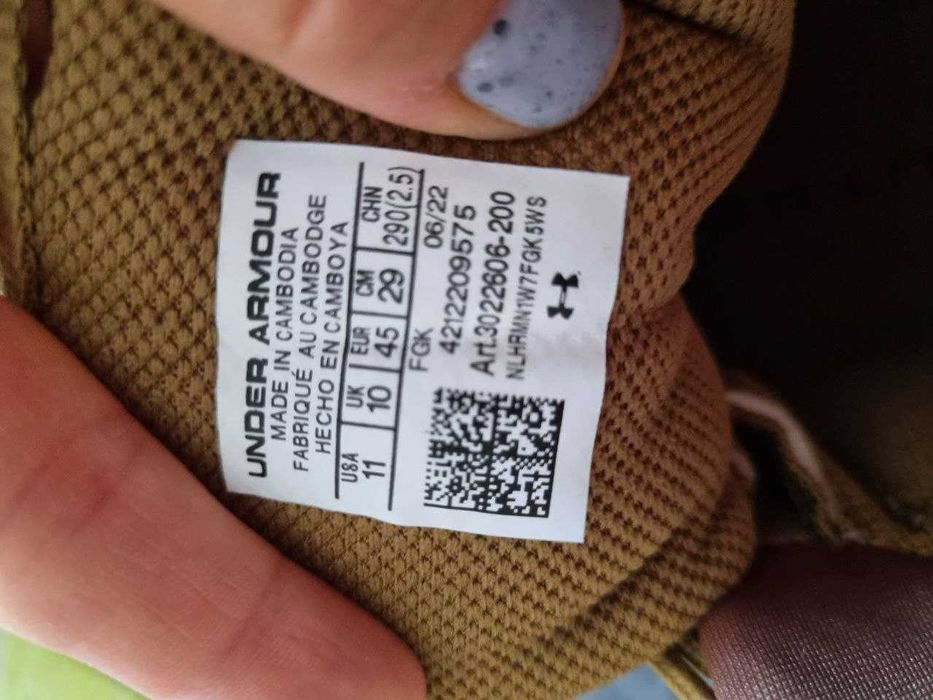 UNDER ARMOUR
MADE IN CAMBODIA
FABRIQUÉ AU CAMBODGE
HECHO EN CAMBOYA
USA UK EUR CM CHN
11 10 45 29 290(2.5)
FGK 06/22
4212209575
Art.3022606-200
NLHRMN1W7FGK5WS